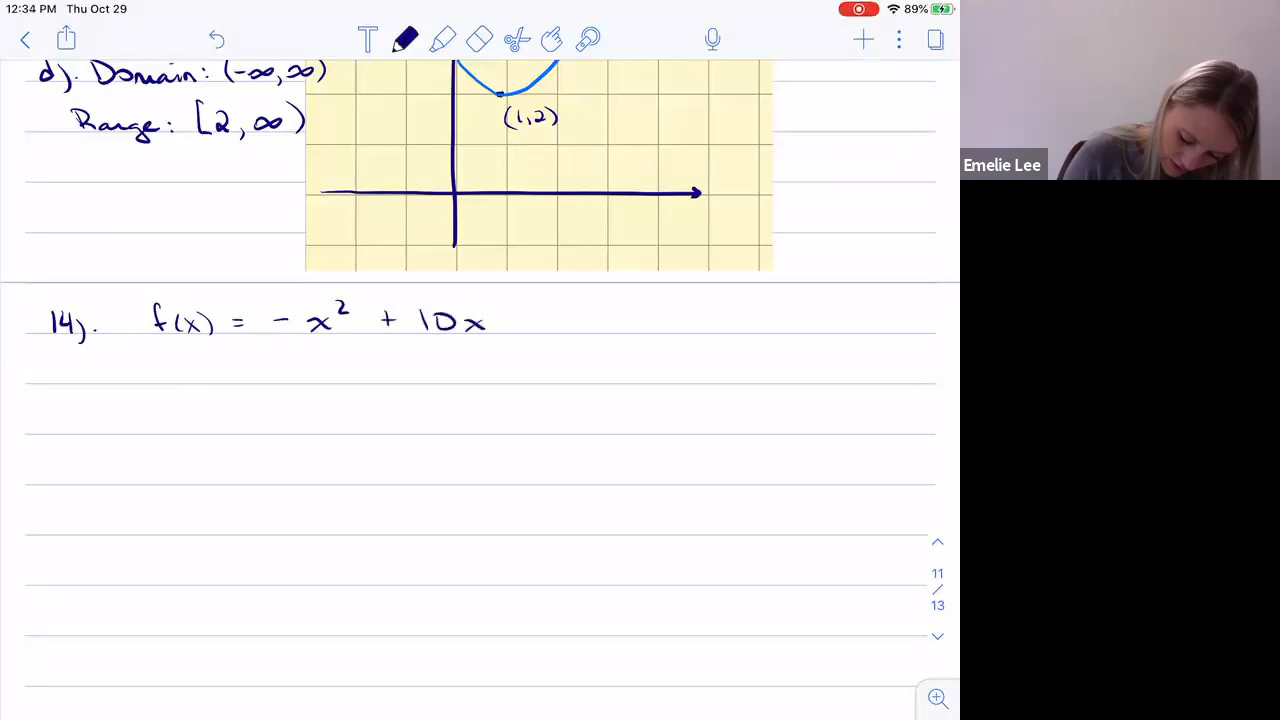 12:34 PM Thu Oct 29
89%
T
d). Domain: (-∞, ∞)
Range: [2, ∞)
(1,2)
Emelie Lee
14). f(x) = - x² + 10x
11
/
13